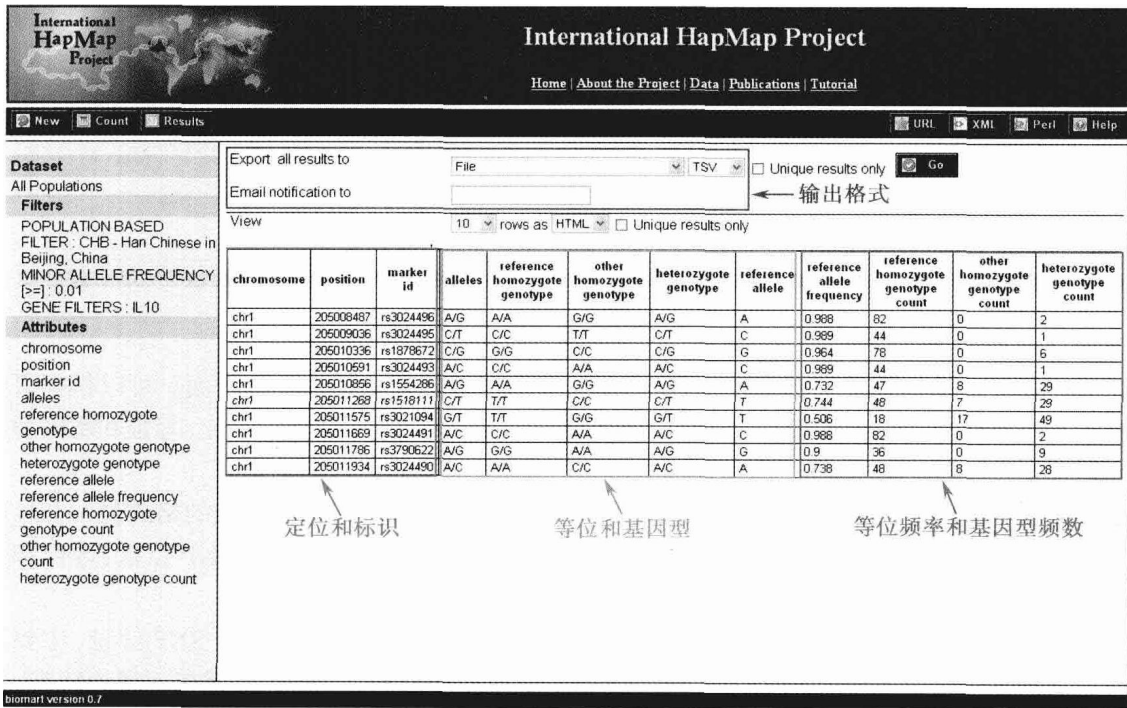 International
HapMap
Project
International HapMap Project
Home | About the Project | Data | Publications | Tutorial
New Count Results URL XML Perl Help
Dataset
All Populations
Filters
POPULATION BASED
FILTER : CHB - Han Chinese in
Beijing, China
MINOR ALLELE FREQUENCY
[>=] : 0.01
GENE FILTERS : IL10
Attributes
chromosome
position
marker id
alleles
reference homozygote
genotype
other homozygote genotype
heterozygote genotype
reference allele
reference allele frequency
reference homozygote
genotype count
other homozygote genotype
count
heterozygote genotype count
Export all results to File TSV Unique results only Go
Email notification to
输出格式
View 10 rows as HTML Unique results only
chromosome position marker id alleles reference homozygote genotype other homozygote genotype heterozygote genotype reference allele reference allele frequency reference homozygote genotype count other homozygote genotype count heterozygote genotype count
chr1 205008487 rs3024496 A/G A/A G/G A/G A 0.988 82 0 2
chr1 205009036 rs3024495 C/T C/C T/T C/T C 0.989 44 0 1
chr1 205010336 rs1878672 C/G G/G C/C C/G G 0.964 78 0 6
chr1 205010591 rs3024493 A/C C/C A/A A/C C 0.989 44 0 1
chr1 205010856 rs1554286 A/G A/A G/G A/G A 0.732 47 8 29
chr1 205011268 rs1518111 C/T T/T C/C C/T T 0.744 48 7 29
chr1 205011575 rs3021094 G/T T/T G/G G/T T 0.506 18 17 49
chr1 205011669 rs3024491 A/C C/C A/A A/C C 0.988 82 0 2
chr1 205011786 rs3790622 A/G G/G A/A A/G G 0.9 36 0 9
chr1 205011934 rs3024490 A/C A/A C/C A/C A 0.738 48 8 28
定位和标识 等位和基因型 等位频率和基因型频数
biomart version 0.7